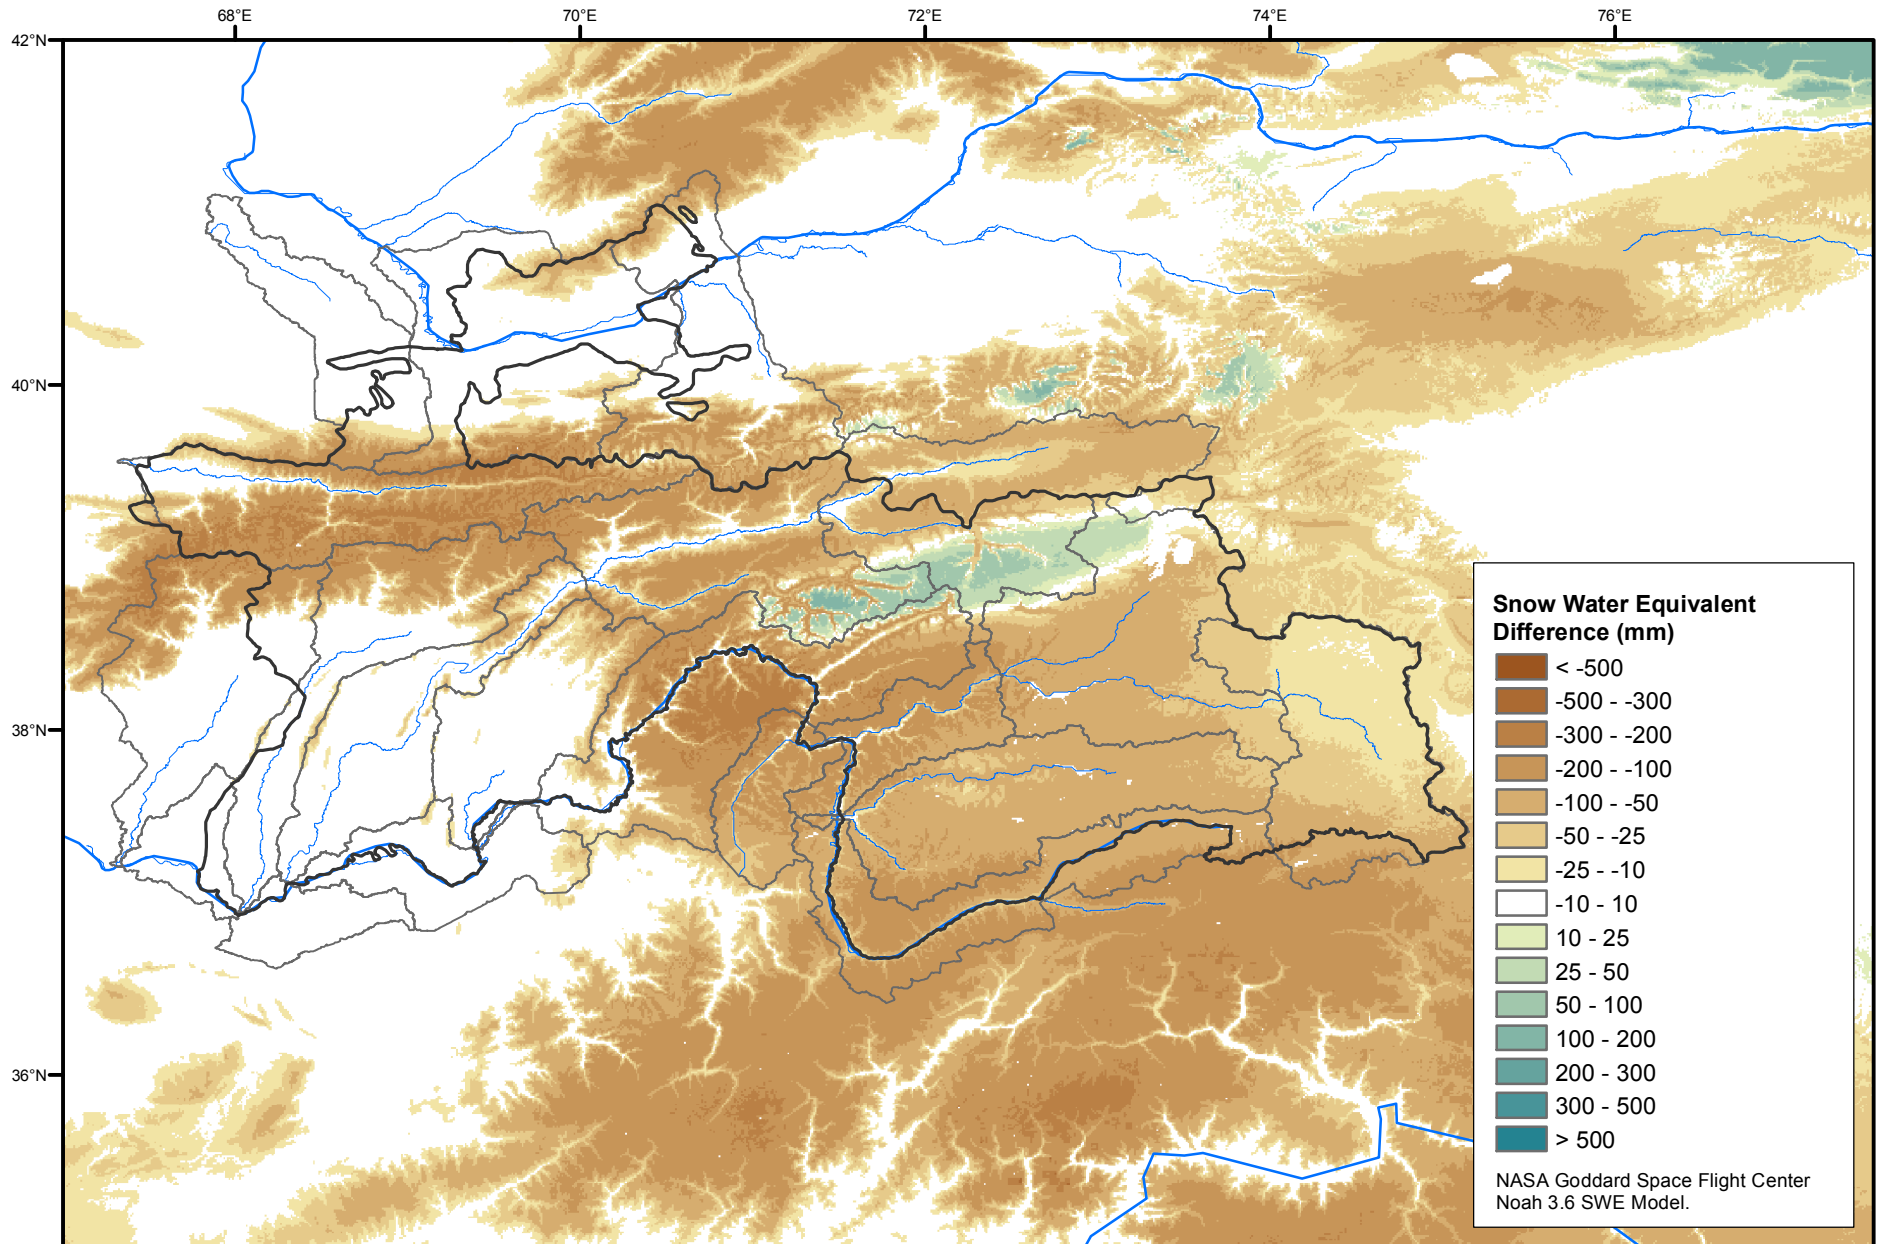 68°E
70°E
72°E
74°E
76°E
42°N
40°N
38°N
36°N
Snow Water Equivalent
Difference (mm)
< -500
-500 - -300
-300 - -200
-200 - -100
-100 - -50
-50 - -25
-25 - -10
-10 - 10
10 - 25
25 - 50
50 - 100
100 - 200
200 - 300
300 - 500
> 500
NASA Goddard Space Flight Center
Noah 3.6 SWE Model.